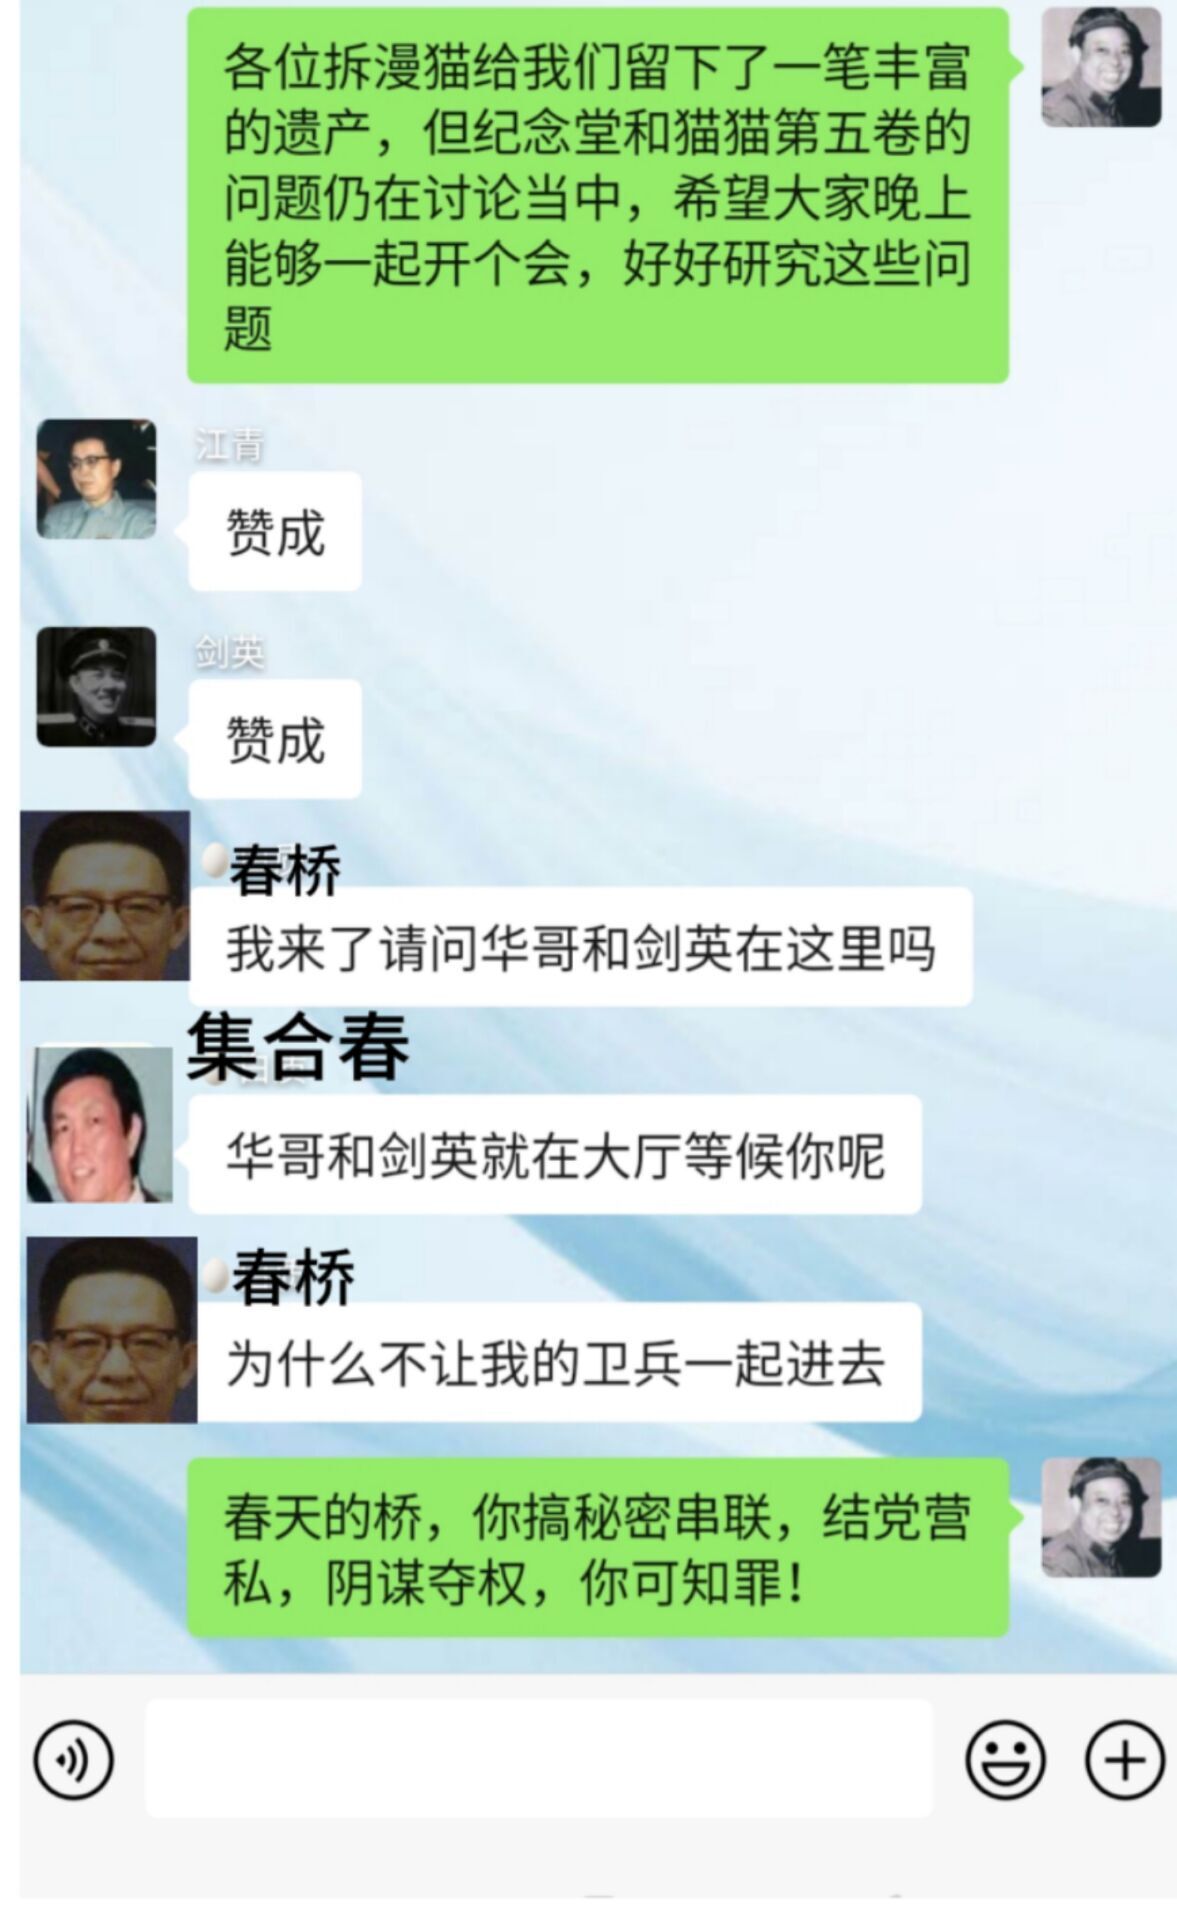 各位拆漫猫给我们留下了一笔丰富
的遗产，但纪念堂和猫猫第五卷的
问题仍在讨论当中，希望大家晚上
能够一起开个会，好好研究这些问
题
江青
赞成
剑英
赞成
春桥
我来了请问华哥和剑英在这里吗
集合春
华哥和剑英就在大厅等候你呢
春桥
为什么不让我的卫兵一起进去
春天的桥，你搞秘密串联，结党营
私，阴谋夺权，你可知罪！